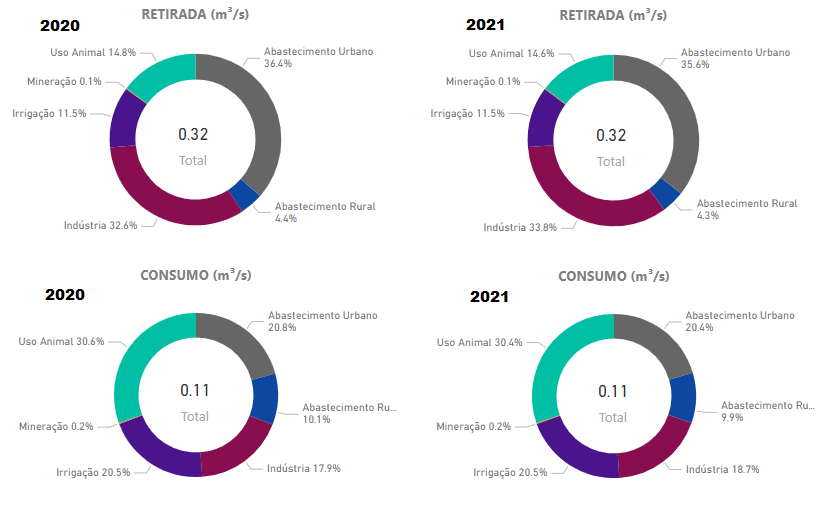 RETIRADA (m³/s)
2020
Uso Animal 14.8%
Abastecimento Urbano
36.4%
Mineração 0.1%
Irrigação 11.5%
0.32
Total
Abastecimento Rural
4.4%
Indústria 32.6%
RETIRADA (m³/s)
2021
Uso Animal 14.6%
Abastecimento Urbano
35.6%
Mineração 0.1%
Irrigação 11.5%
0.32
Total
Abastecimento Rural
4.3%
Indústria 33.8%
CONSUMO (m³/s)
2020
Abastecimento Urbano
20.8%
Uso Animal 30.6%
0.11
Total
Abastecimento Ru...
10.1%
Mineração 0.2%
Irrigação 20.5%
Indústria 17.9%
CONSUMO (m³/s)
2021
Abastecimento Urbano
20.4%
Uso Animal 30.4%
0.11
Total
Abastecimento Ru...
9.9%
Mineração 0.2%
Irrigação 20.5%
Indústria 18.7%